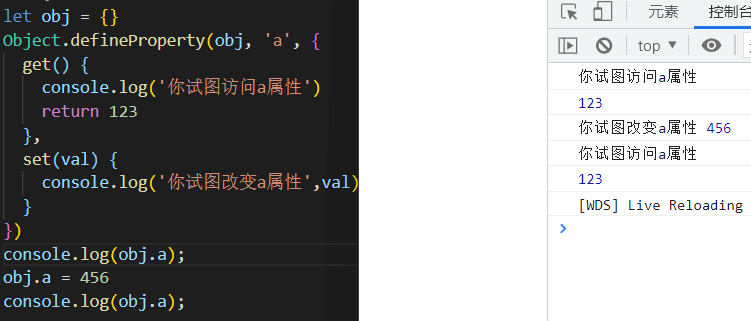 let obj = {}
Object.defineProperty(obj, 'a', {
  get() {
    console.log('你试图访问a属性')
    return 123
  },
  set(val) {
    console.log('你试图改变a属性',val)
  }
})
console.log(obj.a);
obj.a = 456
console.log(obj.a);
元素
控制台
top ▼
你试图访问a属性
123
你试图改变a属性 456
你试图访问a属性
123
[WDS] Live Reloading
>